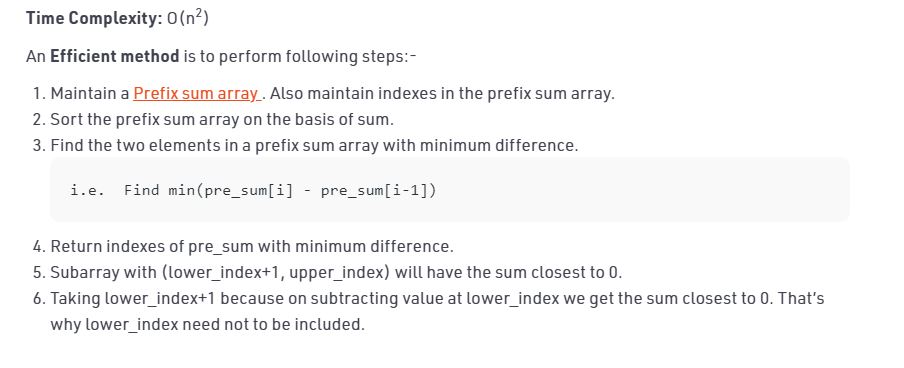 Time Complexity: O(n²)
An Efficient method is to perform following steps:-
1. Maintain a Prefix sum array . Also maintain indexes in the prefix sum array.
2. Sort the prefix sum array on the basis of sum.
3. Find the two elements in a prefix sum array with minimum difference.
i.e.  Find min(pre_sum[i] - pre_sum[i-1])
4. Return indexes of pre_sum with minimum difference.
5. Subarray with (lower_index+1, upper_index) will have the sum closest to 0.
6. Taking lower_index+1 because on subtracting value at lower_index we get the sum closest to 0. That's
why lower_index need not to be included.